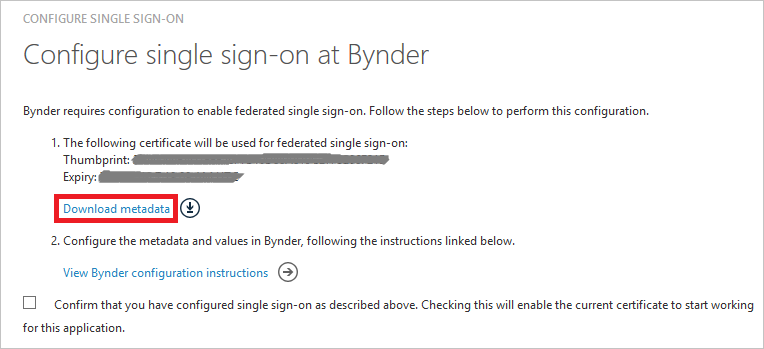 CONFIGURE SINGLE SIGN-ON
Configure single sign-on at Bynder
Bynder requires configuration to enable federated single sign-on. Follow the steps below to perform this configuration.
1. The following certificate will be used for federated single sign-on:
Thumbprint:
Expiry:
Download metadata
2. Configure the metadata and values in Bynder, following the instructions linked below.
View Bynder configuration instructions
Confirm that you have configured single sign-on as described above. Checking this will enable the current certificate to start working
for this application.